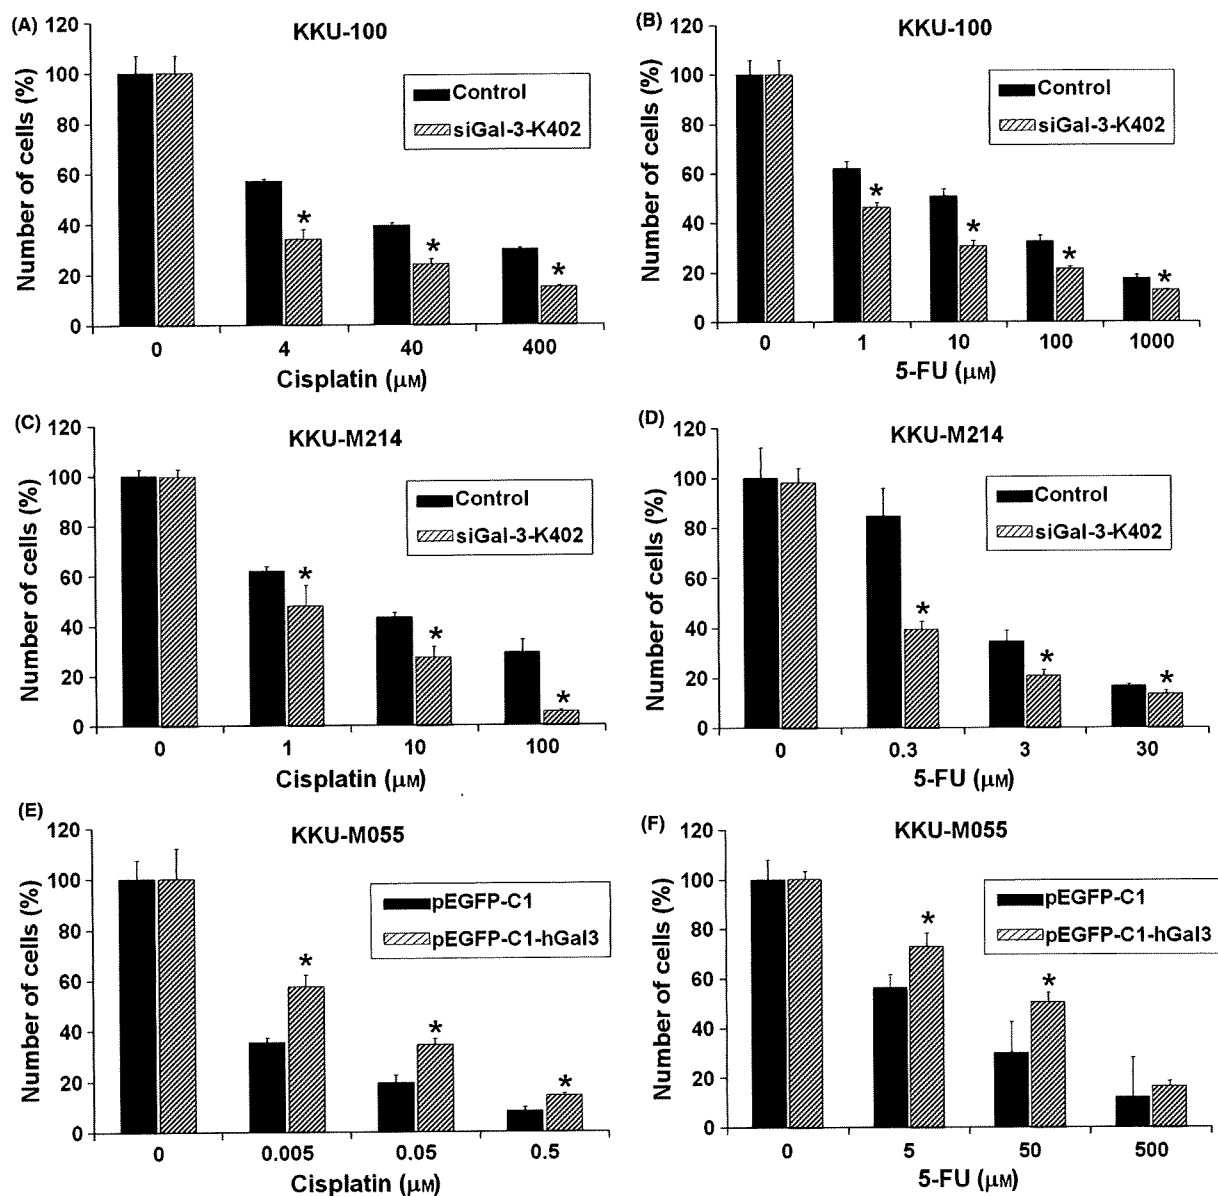 (A)
KKU-100
Number of cells (%)
120
100
80
60
40
20
0
Control
siGal-3-K402
*
*
*
0 4 40 400
Cisplatin (μM)
(B)
KKU-100
Number of cells (%)
120
100
80
60
40
20
0
Control
siGal-3-K402
*
*
*
*
0 1 10 100 1000
5-FU (μM)
(C)
KKU-M214
Number of cells (%)
120
100
80
60
40
20
0
Control
siGal-3-K402
*
*
*
0 1 10 100
Cisplatin (μM)
(D)
KKU-M214
Number of cells (%)
120
100
80
60
40
20
0
Control
siGal-3-K402
*
*
*
0 0.3 3 30
5-FU (μM)
(E)
KKU-M055
Number of cells (%)
120
100
80
60
40
20
0
pEGFP-C1
pEGFP-C1-hGal3
*
*
*
0 0.005 0.05 0.5
Cisplatin (μM)
(F)
KKU-M055
Number of cells (%)
120
100
80
60
40
20
0
pEGFP-C1
pEGFP-C1-hGal3
*
*
0 5 50 500
5-FU (μM)